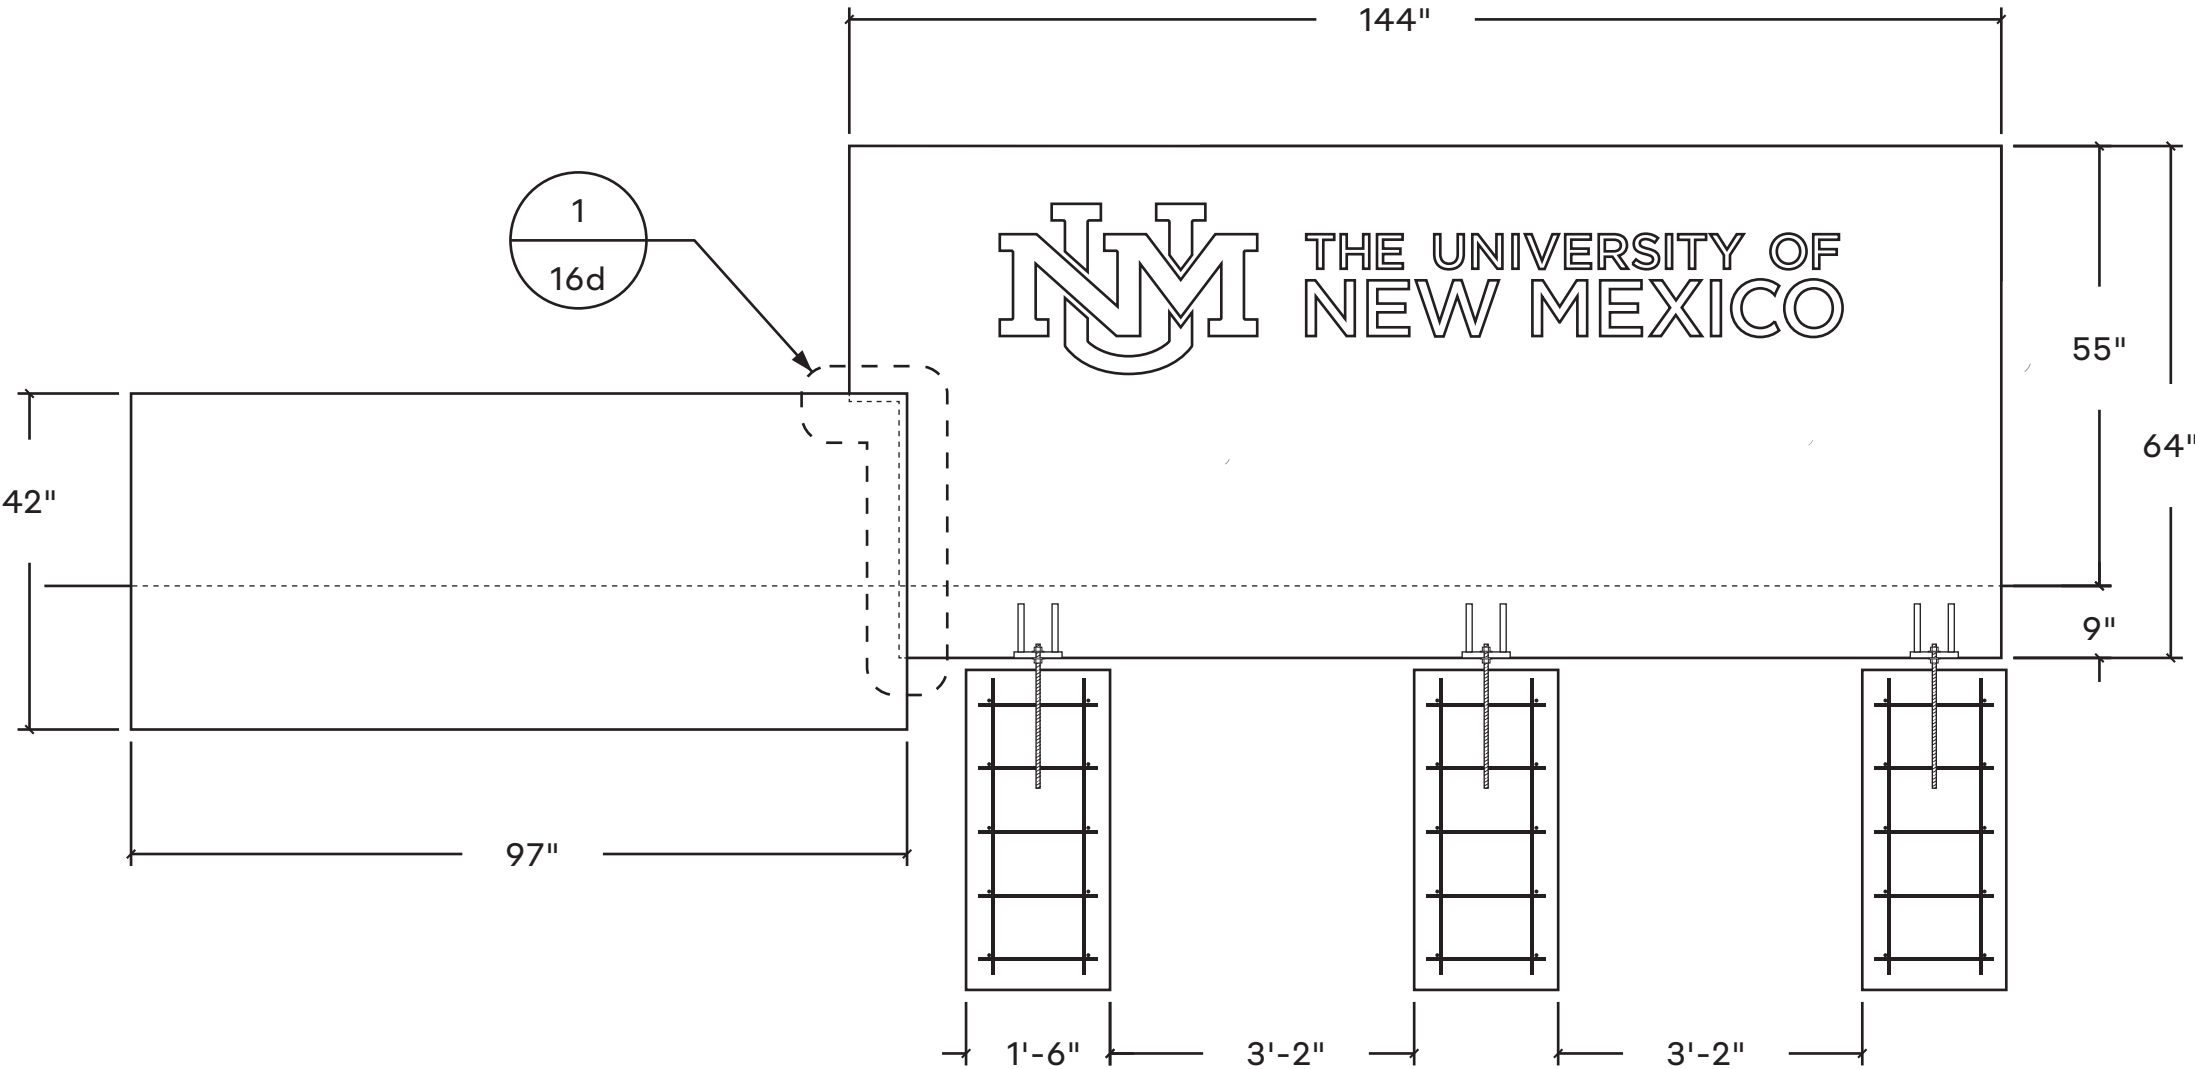 144"
1
16d
UNM
THE UNIVERSITY OF
NEW MEXICO
55"
64"
42"
9"
97"
1'-6"
3'-2"
3'-2"